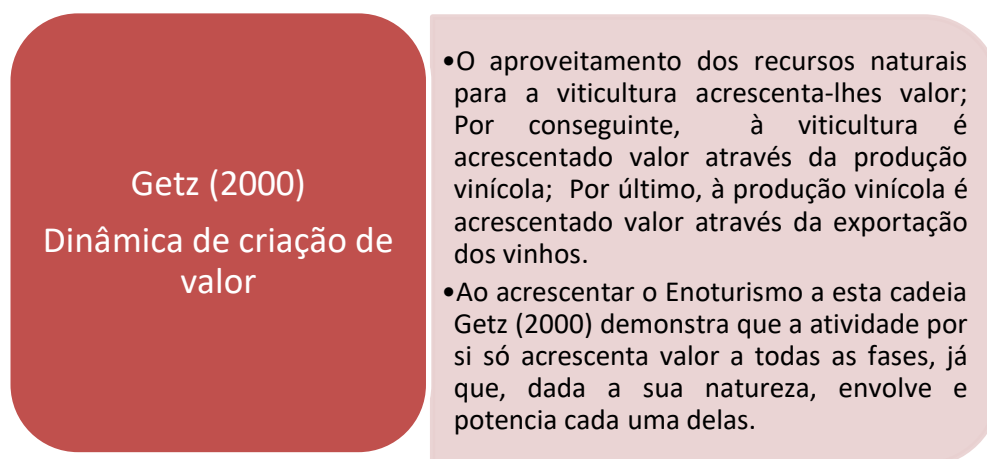 Getz (2000)
Dinâmica de criação de
valor
•O aproveitamento dos recursos naturais
para a viticultura acrescenta-lhes valor;
Por conseguinte, à viticultura é
acrescentado valor através da produção
vinícola; Por último, à produção vinícola é
acrescentado valor através da exportação
dos vinhos.
•Ao acrescentar o Enoturismo a esta cadeia
Getz (2000) demonstra que a atividade por
si só acrescenta valor a todas as fases, já
que, dada a sua natureza, envolve e
potencia cada uma delas.